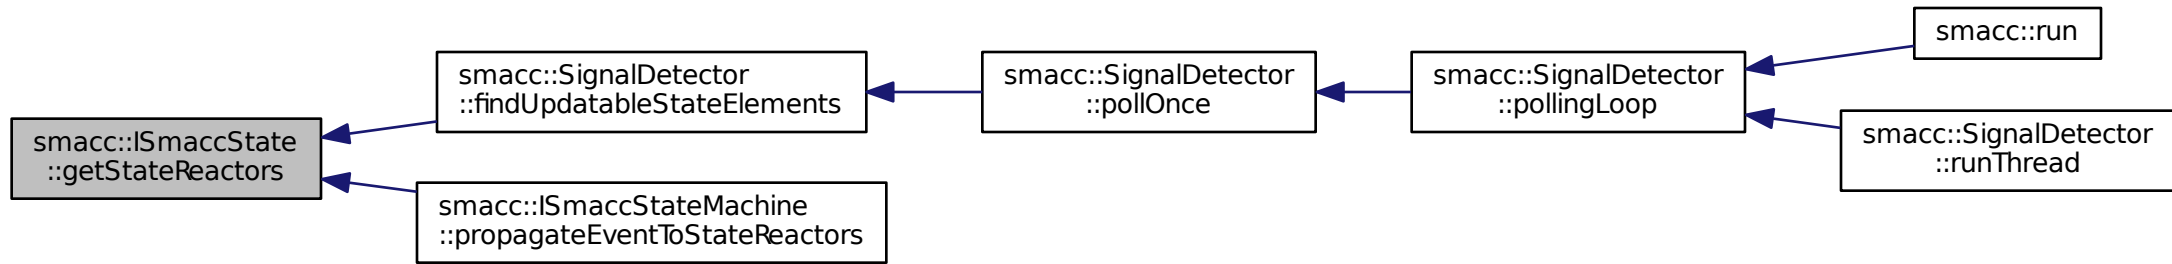 smacc::ISmaccState
::getStateReactors
smacc::SignalDetector
::findUpdatableStateElements
smacc::ISmaccStateMachine
::propagateEventToStateReactors
smacc::SignalDetector
::pollOnce
smacc::SignalDetector
::pollingLoop
smacc::run
smacc::SignalDetector
::runThread